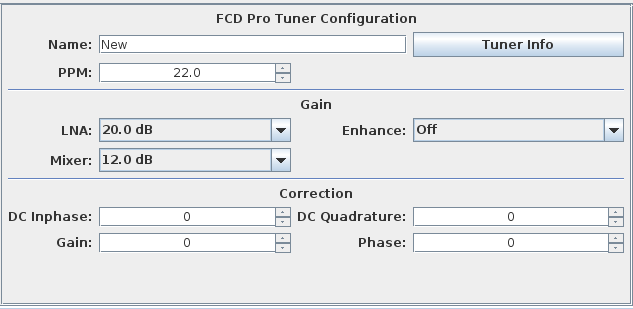 FCD Pro Tuner Configuration
Name: New Tuner Info
PPM: 22.0
Gain
LNA: 20.0 dB Enhance: Off
Mixer: 12.0 dB
Correction
DC Inphase: 0 DC Quadrature: 0
Gain: 0 Phase: 0